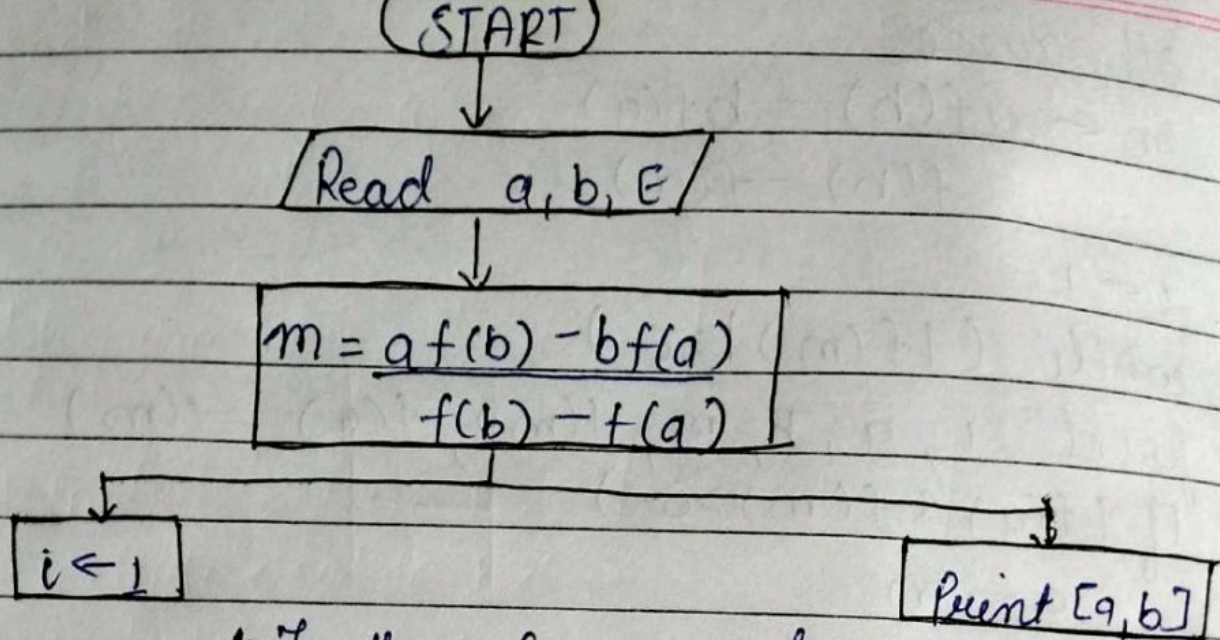 START
Read a, b, E
m = af(b) - bf(a)
f(b) - f(a)
i ← 1
Print [a,b]